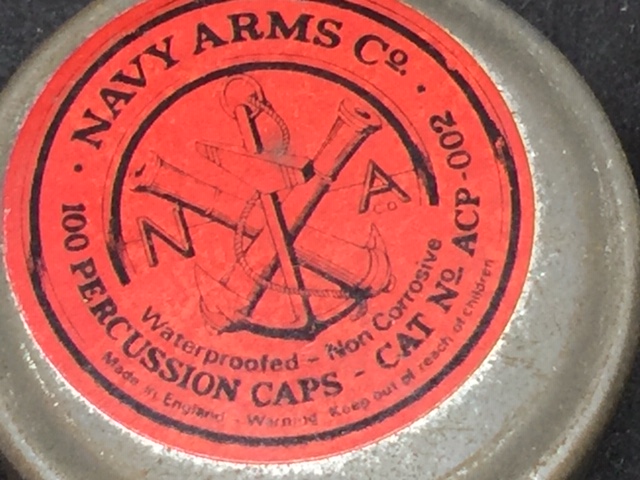 · NAVY ARMS Cº. ·
N A
Co
Waterproofed - Non Corrosive
100 PERCUSSION CAPS - CAT Nº ACP-002
Made in England - Warning Keep out of reach of children